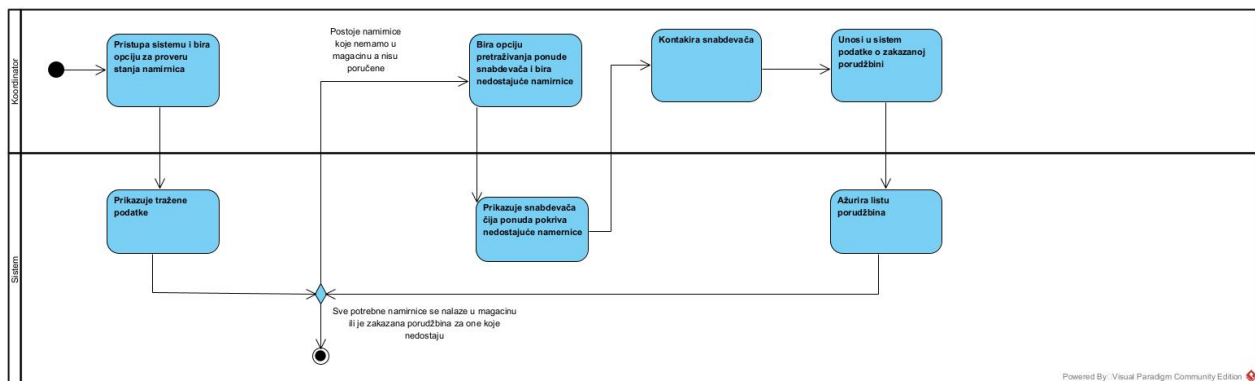 Koordinator
Pristupa sistemu i bira
opciju za proveru
stanja namirnica
Postoje namirnice
koje nemamo u
magacinu a nisu
poručene
Bira opciju
pretraživanja ponude
snabdevača i bira
nedostajuće namirnice
Kontakira snabdevača
Unosi u sistem
podatke o zakazanoj
porudžbini
Sistem
Prikazuje tražene
podatke
Prikazuje snabdevača
čija ponuda pokriva
nedostajuće namernice
Ažurira listu
porudžbina
Sve potrebne namirnice se nalaze u magacinu
ili je zakazana porudžbina za one koje
nedostaju
Powered By: Visual Paradigm Community Edition